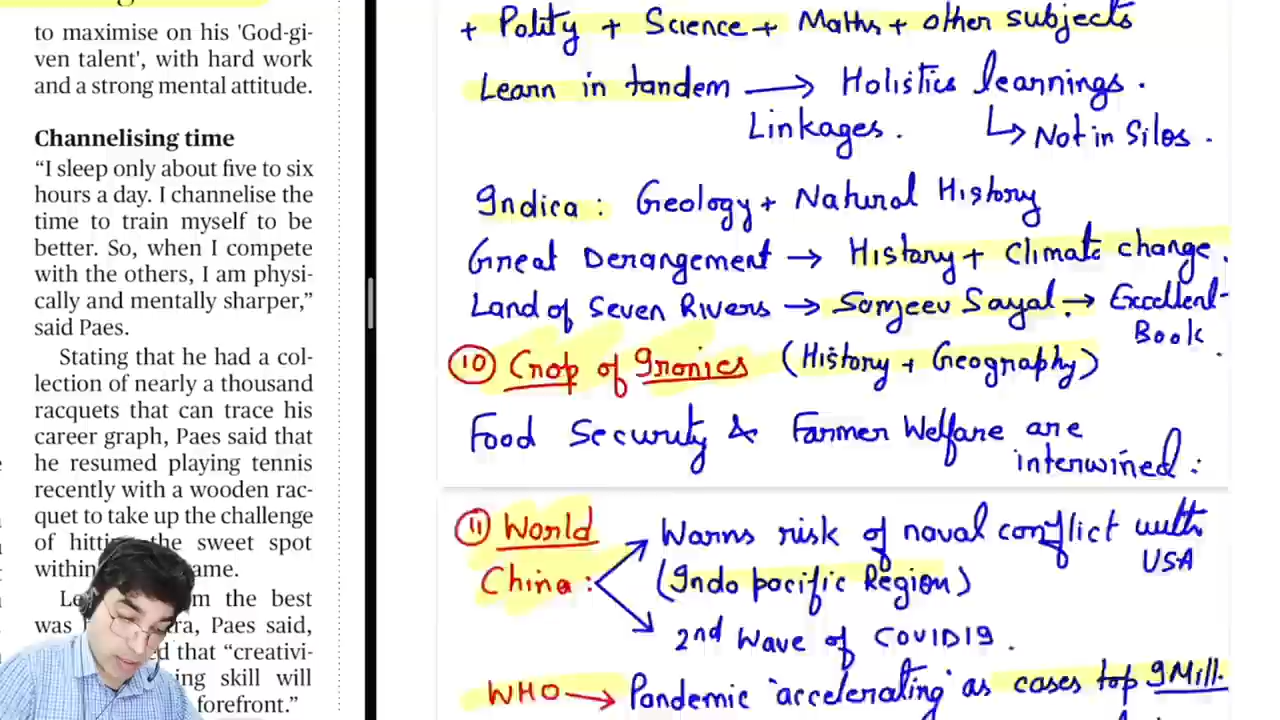 to maximise on his 'God-gi-
ven talent', with hard work
and a strong mental attitude.
Channelising time
“I sleep only about five to six
hours a day. I channelise the
time to train myself to be
better. So, when I compete
with the others, I am physi-
cally and mentally sharper,”
said Paes.
Stating that he had a col-
lection of nearly a thousand
racquets that can trace his
career graph, Paes said that
he resumed playing tennis
recently with a wooden rac-
quet to take up the challenge
of the sweet spot
within
the best
was Paes said,
that “creativi-
skill will
forefront.”
+ Polity + Science + Maths + other subjects
Learn in tandem → Holistics learnings.
Linkages. ↳ Not in Silos.
Indica: Geology + Natural History
Great Derangement → History + Climate change.
Land of Seven Rivers → Sanjeev Sayal. → Excellent
Book.
⑩ Crop of Ironies (History + Geography)
Food Security & Farmer Welfare are
interwined:
⑪ World Warns risk of naval conflict with
USA
China: (Indo pacific Region)
2nd Wave of COVID19.
WHO → Pandemic 'accelerating' as cases top 9Mill.